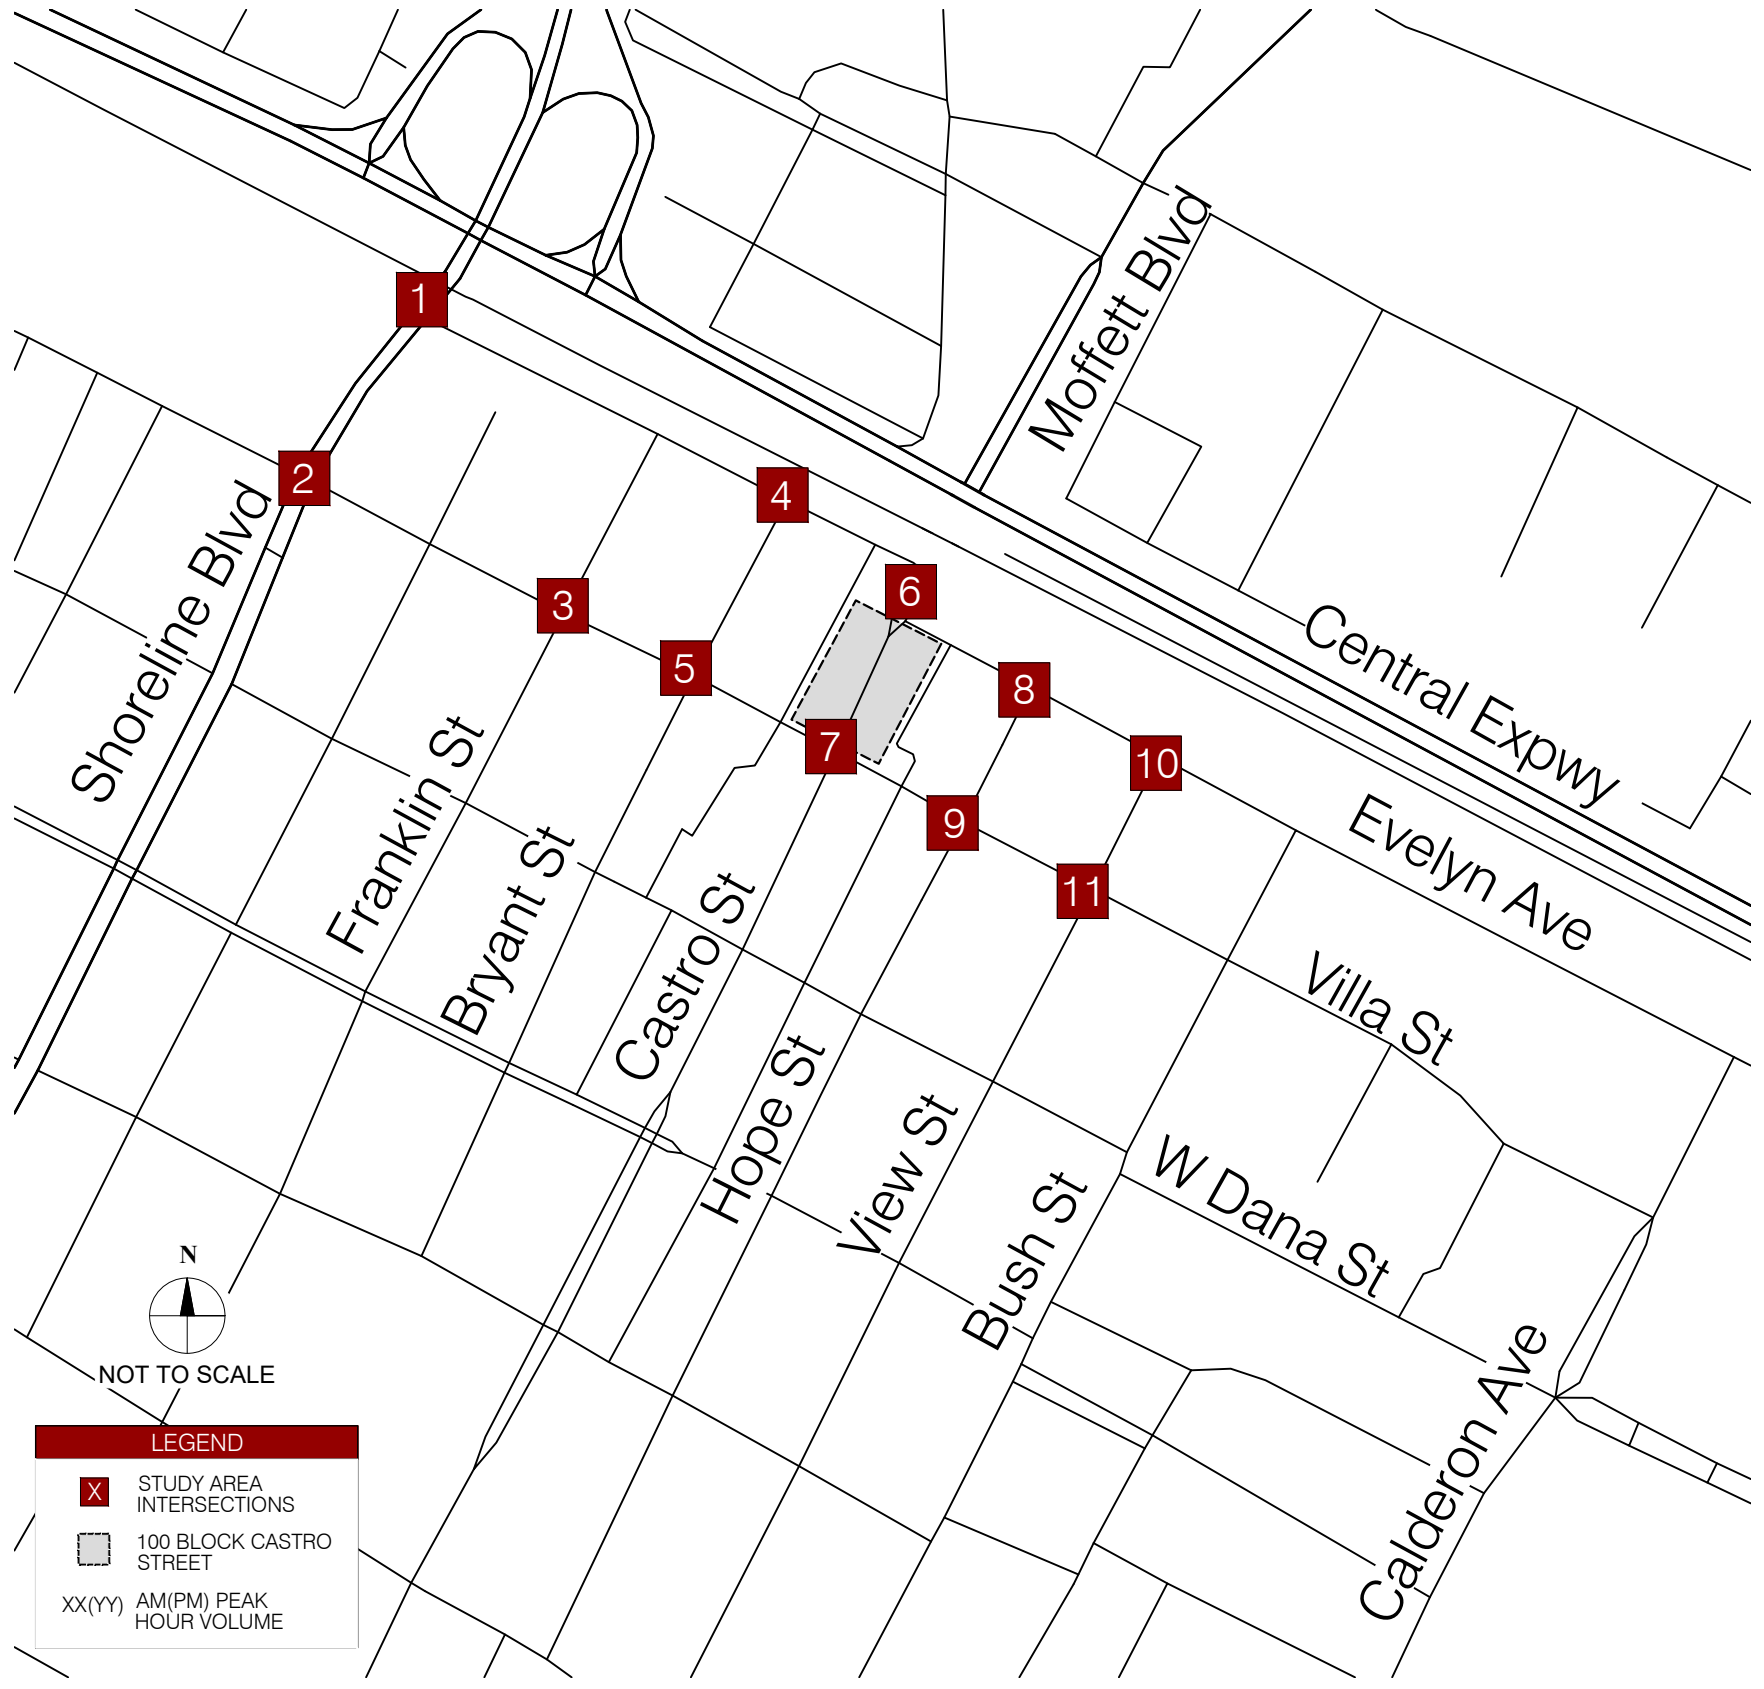 Moffett Blvd
1
2
4
3
6
5
7
8
10
9
11
Shoreline Blvd
Central Expwy
Evelyn Ave
Franklin St
Bryant St
Castro St
Villa St
Hope St
View St
W Dana St
Bush St
Calderon Ave
N
NOT TO SCALE
LEGEND
X STUDY AREA
INTERSECTIONS
100 BLOCK CASTRO
STREET
XX(YY) AM(PM) PEAK
HOUR VOLUME